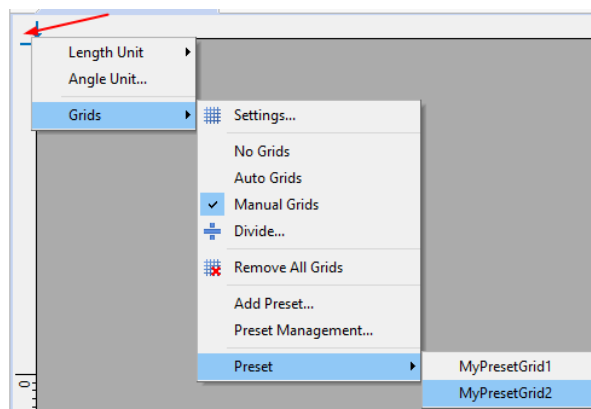 Length Unit
Angle Unit...
Grids
Settings...
No Grids
Auto Grids
Manual Grids
Divide...
Remove All Grids
Add Preset...
Preset Management...
Preset
MyPresetGrid1
MyPresetGrid2
0